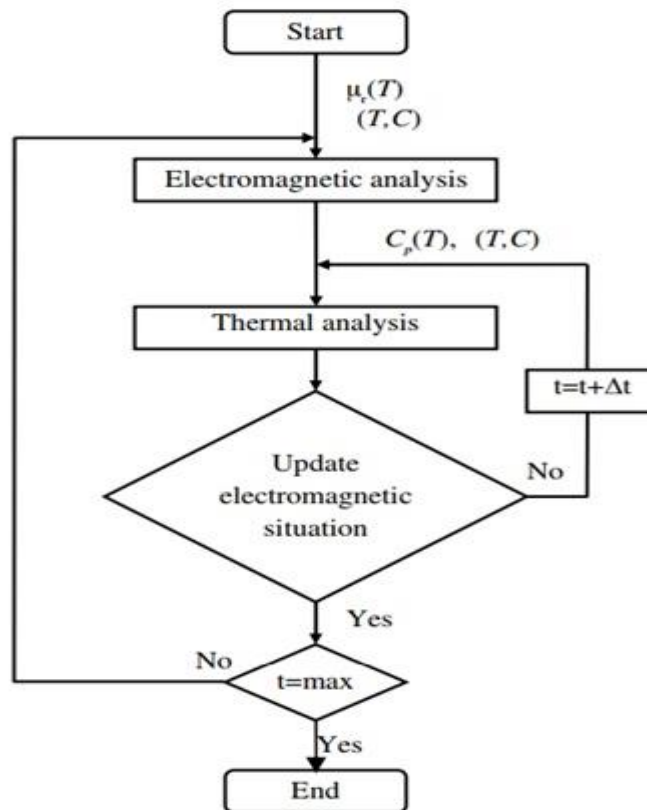 Start
μᵣ(T)
(T,C)
Electromagnetic analysis
Cₚ(T), (T,C)
Thermal analysis
t=t+Δt
Update
electromagnetic
situation
No
Yes
No
t=max
Yes
End